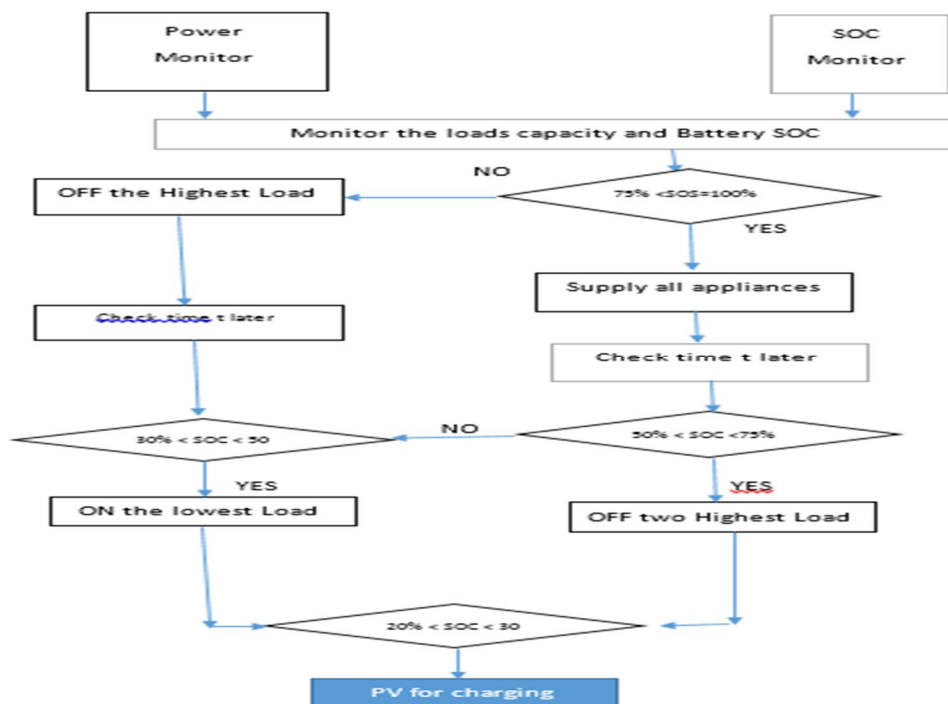 Power
Monitor
SOC
Monitor
Monitor the loads capacity and Battery SOC
NO
OFF the Highest Load
75% <SOS=100%
YES
Supply all appliances
Check time t later
Check time t later
30% < SOC < 50
NO
50% < SOC <75%
YES
YES
ON the lowest Load
OFF two Highest Load
20% < SOC < 30
PV for charging